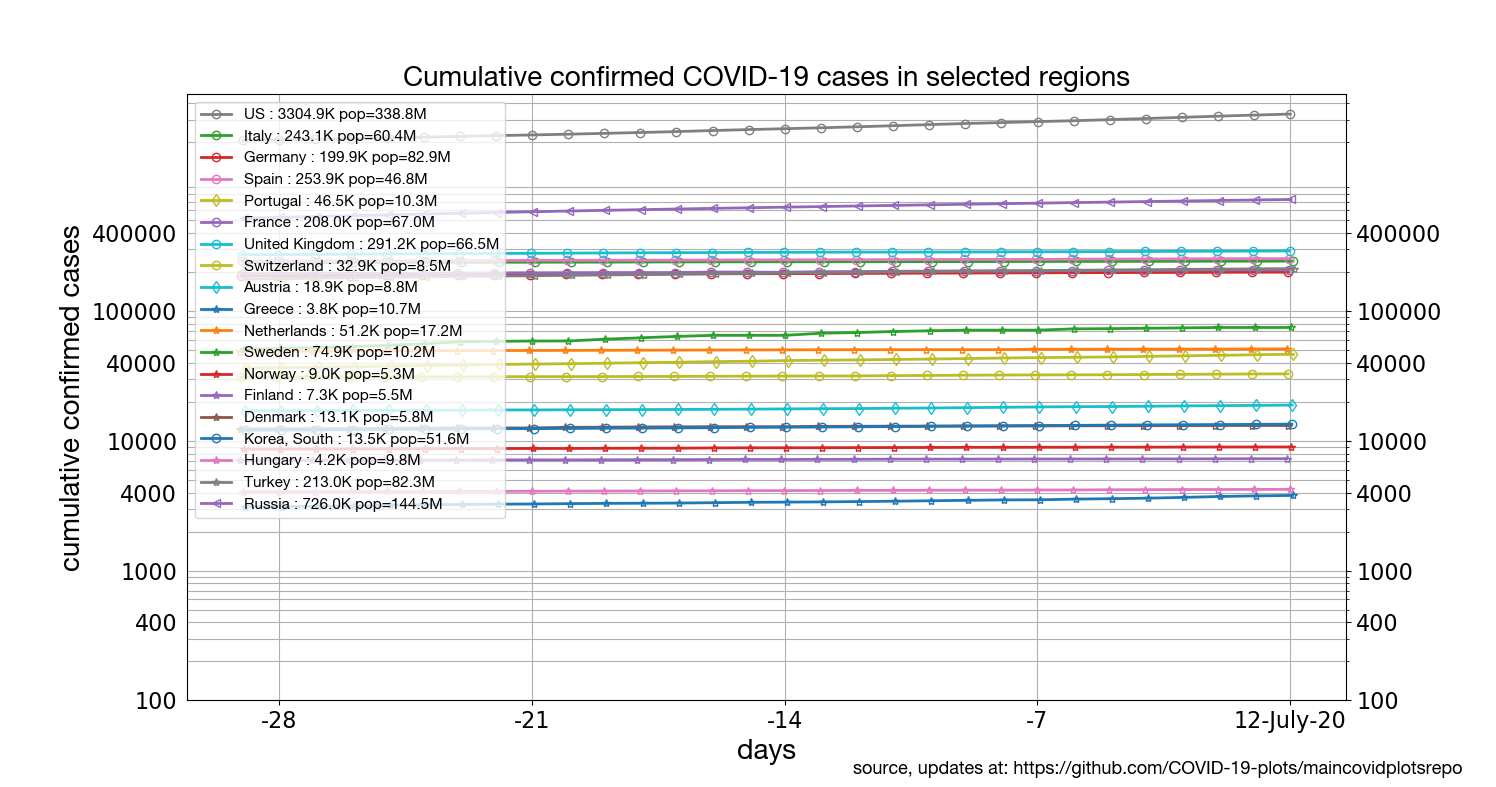 Cumulative confirmed COVID-19 cases in selected regions
US : 3304.9K pop=338.8M
Italy : 243.1K pop=60.4M
Germany : 199.9K pop=82.9M
Spain : 253.9K pop=46.8M
Portugal : 46.5K pop=10.3M
France : 208.0K pop=67.0M
United Kingdom : 291.2K pop=66.5M
Switzerland : 32.9K pop=8.5M
Austria : 18.9K pop=8.8M
Greece : 3.8K pop=10.7M
Netherlands : 51.2K pop=17.2M
Sweden : 74.9K pop=10.2M
Norway : 9.0K pop=5.3M
Finland : 7.3K pop=5.5M
Denmark : 13.1K pop=5.8M
Korea, South : 13.5K pop=51.6M
Hungary : 4.2K pop=9.8M
Turkey : 213.0K pop=82.3M
Russia : 726.0K pop=144.5M
cumulative confirmed cases
400000
100000
40000
10000
4000
1000
400
100
400000
100000
40000
10000
4000
1000
400
100
-28 -21 -14 -7 12-July-20
days
source, updates at: https://github.com/COVID-19-plots/maincovidplotsrepo